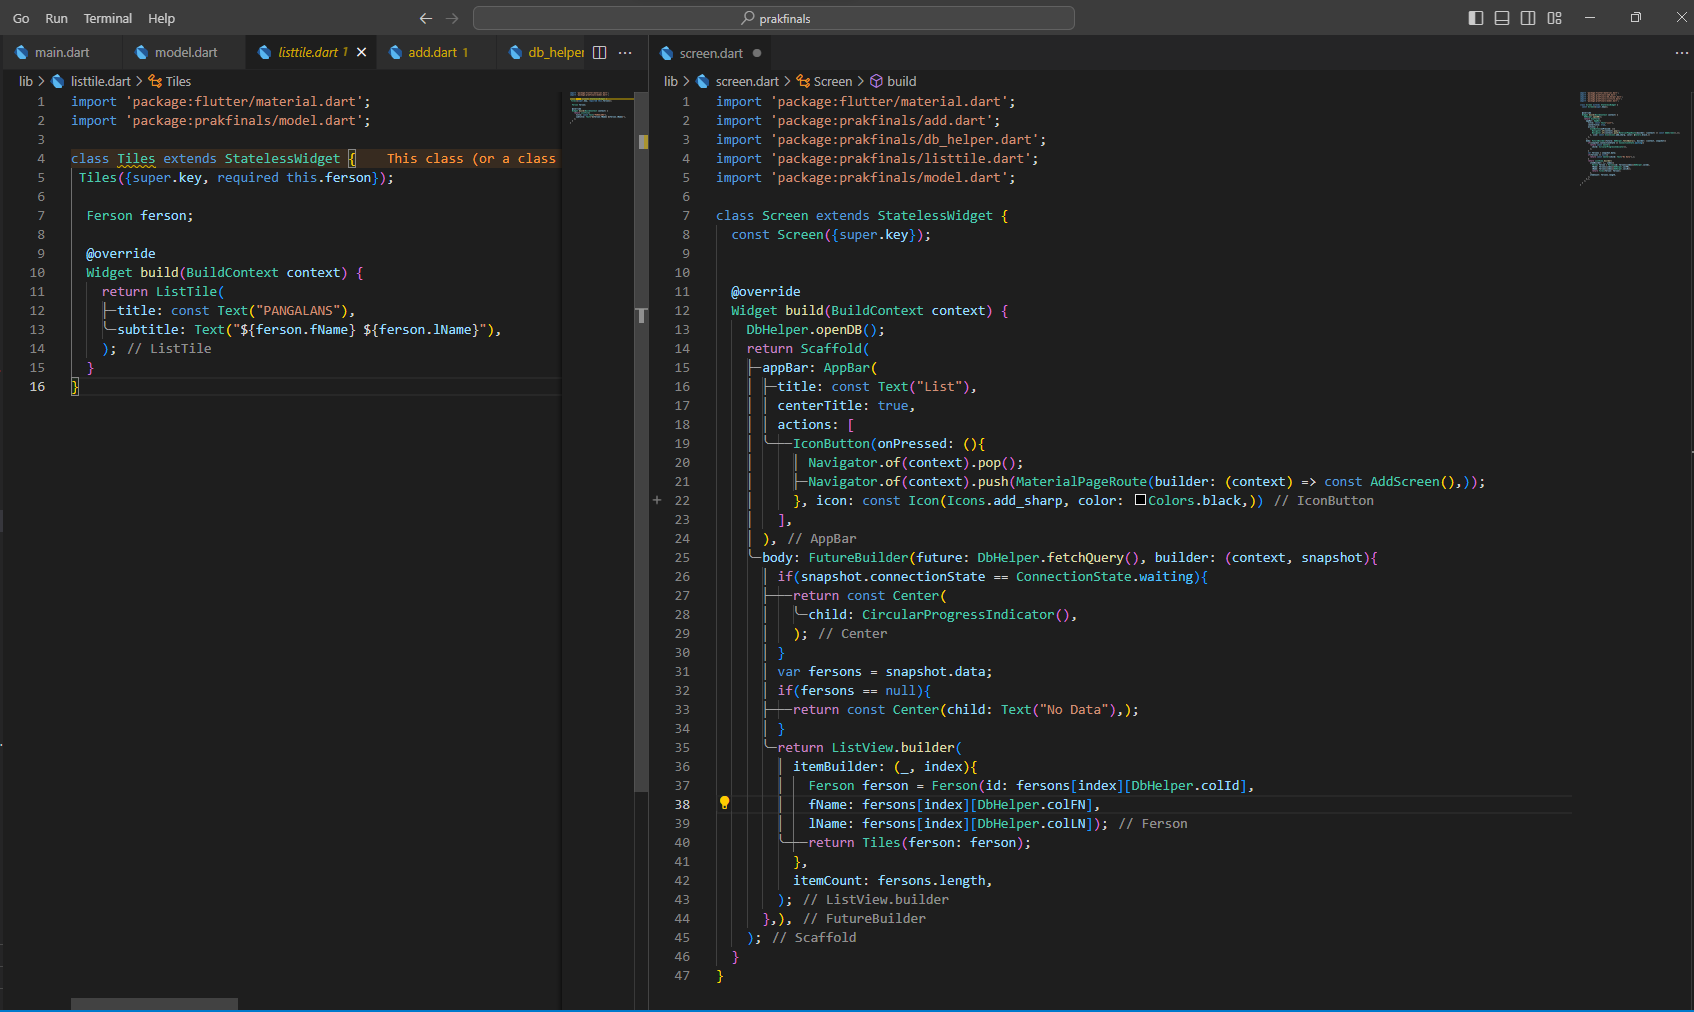 Go Run Terminal Help
prakfinals
main.dart
model.dart
listtile.dart 1
add.dart 1
db_helper
screen.dart
lib > listtile.dart > Tiles
1 import 'package:flutter/material.dart';
2 import 'package:prakfinals/model.dart';
3
4 class Tiles extends StatelessWidget { This class (or a class
5 Tiles({super.key, required this.ferson});
6
7 Ferson ferson;
8
9 @override
10 Widget build(BuildContext context) {
11 return ListTile(
12 title: const Text("PANGALANS"),
13 subtitle: Text("${ferson.fName} ${ferson.lName}"),
14 ); // ListTile
15 }
16 }
lib > screen.dart > Screen > build
1 import 'package:flutter/material.dart';
2 import 'package:prakfinals/add.dart';
3 import 'package:prakfinals/db_helper.dart';
4 import 'package:prakfinals/listtile.dart';
5 import 'package:prakfinals/model.dart';
6
7 class Screen extends StatelessWidget {
8 const Screen({super.key});
9
10
11 @override
12 Widget build(BuildContext context) {
13 DbHelper.openDB();
14 return Scaffold(
15 appBar: AppBar(
16 title: const Text("List"),
17 centerTitle: true,
18 actions: [
19 IconButton(onPressed: (){
20 Navigator.of(context).pop();
21 Navigator.of(context).push(MaterialPageRoute(builder: (context) => const AddScreen(),));
22 }, icon: const Icon(Icons.add_sharp, color: Colors.black,)) // IconButton
23 ],
24 ), // AppBar
25 body: FutureBuilder(future: DbHelper.fetchQuery(), builder: (context, snapshot){
26 if(snapshot.connectionState == ConnectionState.waiting){
27 return const Center(
28 child: CircularProgressIndicator(),
29 ); // Center
30 }
31 var fersons = snapshot.data;
32 if(fersons == null){
33 return const Center(child: Text("No Data"),);
34 }
35 return ListView.builder(
36 itemBuilder: (_, index){
37 Ferson ferson = Ferson(id: fersons[index][DbHelper.colId],
38 fName: fersons[index][DbHelper.colFN],
39 lName: fersons[index][DbHelper.colLN]); // Ferson
40 return Tiles(ferson: ferson);
41 },
42 itemCount: fersons.length,
43 ); // ListView.builder
44 },), // FutureBuilder
45 ); // Scaffold
46 }
47 }